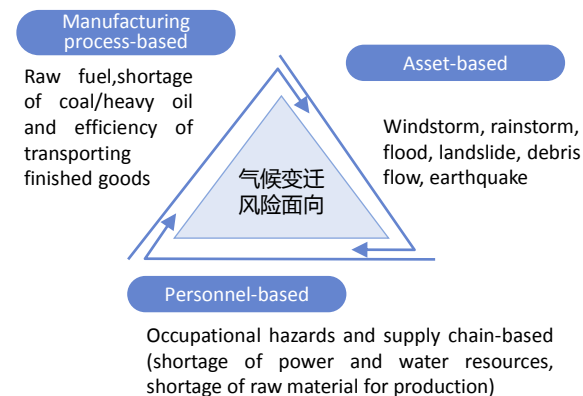 Manufacturing
process-based
Raw fuel,shortage
of coal/heavy oil
and efficiency of
transporting
finished goods
Asset-based
Windstorm, rainstorm,
flood, landslide, debris
flow, earthquake
气候变迁
风险面向
Personnel-based
Occupational hazards and supply chain-based
(shortage of power and water resources,
shortage of raw material for production)